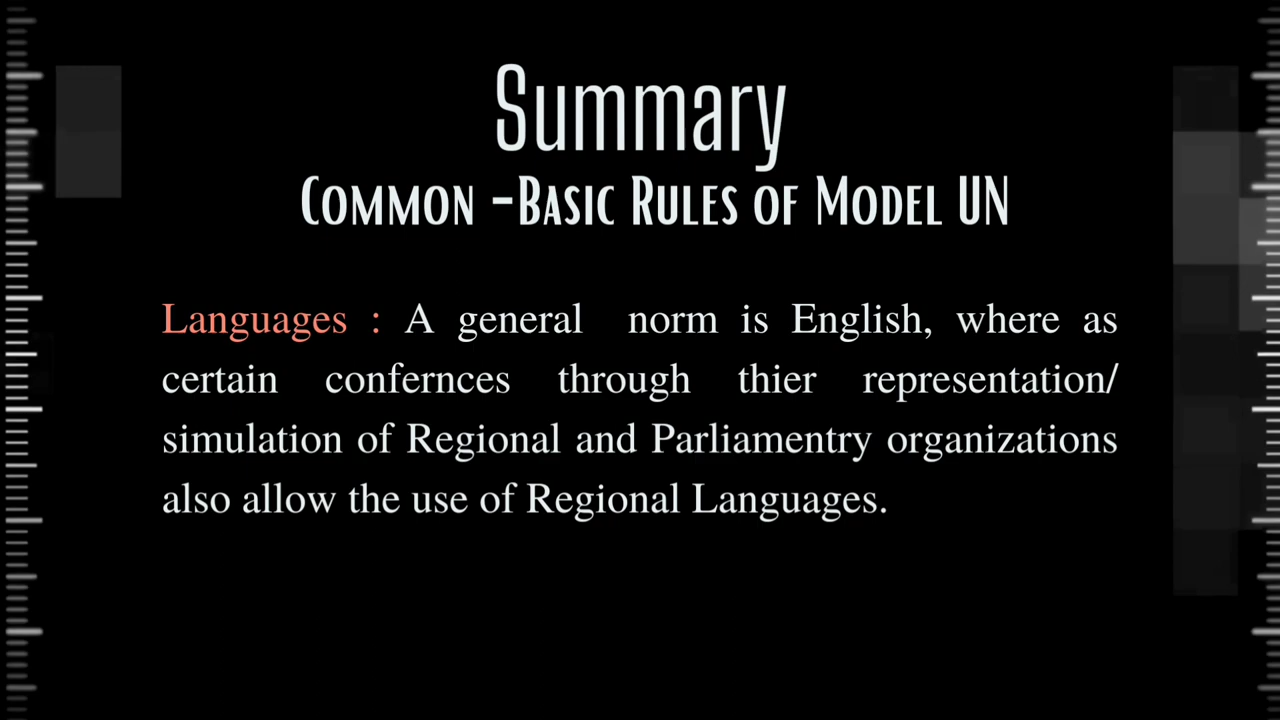 Summary
Common -Basic Rules of Model UN
Languages : A general norm is English, where as
certain confernces through thier representation/
simulation of Regional and Parliamentry organizations
also allow the use of Regional Languages.